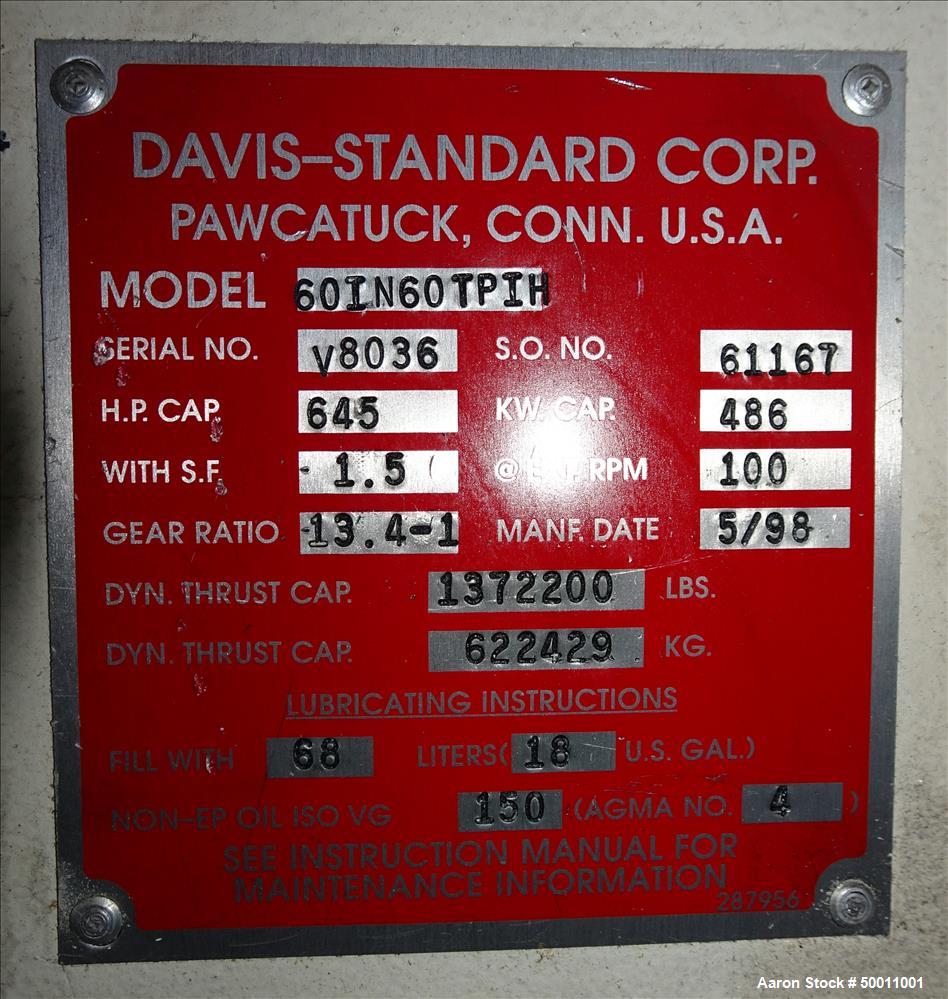 DAVIS-STANDARD CORP.
PAWCATUCK, CONN. U.S.A.
MODEL 60IN60TPIH
SERIAL NO. V8036 S.O. NO. 61167
H.P. CAP. 645 KW. CAP. 486
WITH S.F. 1.5 @ RPM 100
GEAR RATIO 13.4-1 MANF. DATE 5/98
DYN. THRUST CAP. 1372200 LBS.
DYN. THRUST CAP. 622429 KG.
LUBRICATING INSTRUCTIONS
FILL WITH 68 LITERS( 18 U.S. GAL.)
NON-EP OIL ISO VG 150 (AGMA NO. 4 )
SEE INSTRUCTION MANUAL FOR
MAINTENANCE INFORMATION
287956
Aaron Stock # 50011001